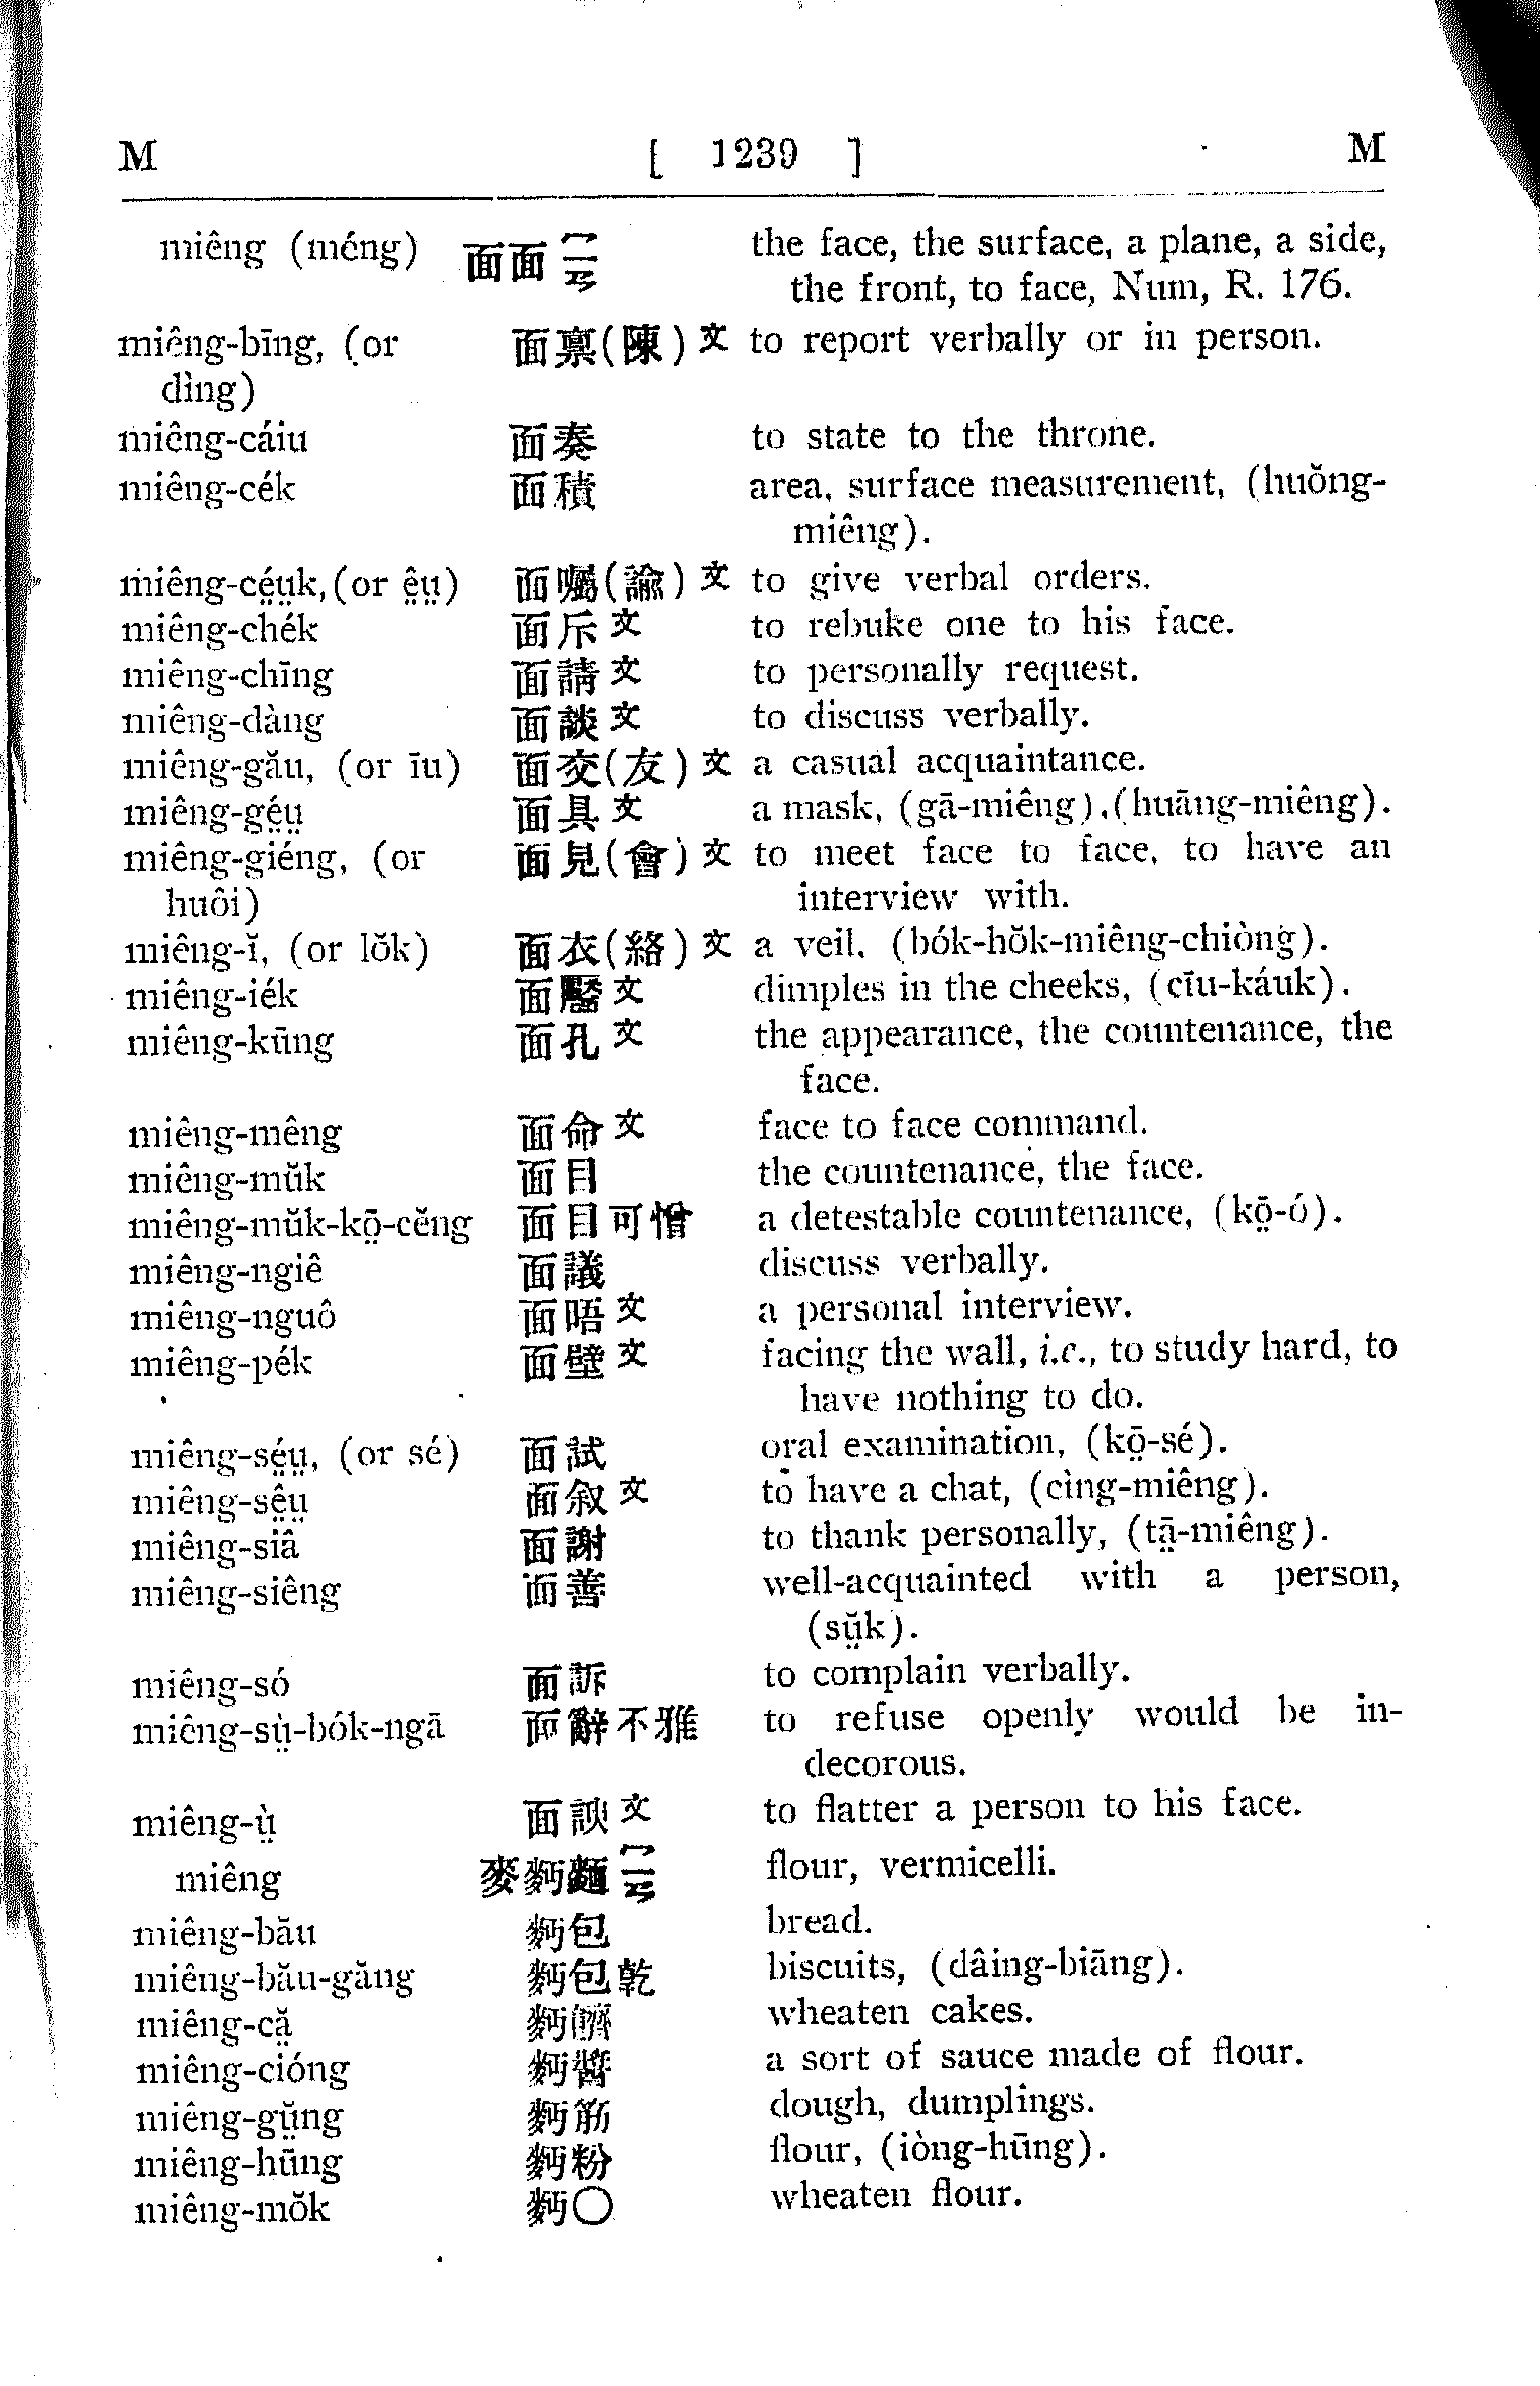 M [ 1239 ] M
miêng (méng) 面面 ㄇㄧㄢ the face, the surface, a plane, a side,
the front, to face, Num, R. 176.
miêng-bīng, (or 面禀(陳)文 to report verbally or in person.
dìng)
miêng-cáiu 面奏 to state to the throne.
miêng-cék 面積 area, surface measurement, (huŏng-
miêng).
miêng-cé̤ṳk, (or ê̤ṳ) 面囑(諭)文 to give verbal orders.
miêng-chék 面斥文 to rebuke one to his face.
miêng-chīng 面請文 to personally request.
miêng-dàng 面談文 to discuss verbally.
miêng-gău, (or īu) 面交(友)文 a casual acquaintance.
miêng-gé̤ṳ 面具文 a mask, (gā-miêng), (huāng-miêng).
miêng-giéng, (or 面見(會)文 to meet face to face, to have an
huôi) interview with.
miêng-ĭ, (or lŏk) 面衣(絡)文 a veil. (bók-hŏk-miêng-chiòng).
miêng-iék 面靨文 dimples in the cheeks, (cīu-káuk).
miêng-kūng 面孔文 the appearance, the countenance, the
face.
miêng-mêng 面命文 face to face command.
miêng-mŭk 面目 the countenance, the face.
miêng-mŭk-kō̤-cĕng 面目可憎 a detestable countenance, (kō̤-ó).
miêng-ngiê 面議 discuss verbally.
miêng-nguô 面晤文 a personal interview.
miêng-pék 面壁文 facing the wall, i.e., to study hard, to
have nothing to do.
miêng-sé̤ṳ, (or sé) 面試 oral examination, (kō̤-sé).
miêng-sê̤ṳ 面叙文 to have a chat, (cìng-miêng).
miêng-siâ 面謝 to thank personally, (tā̤-miêng).
miêng-siêng 面善 well-acquainted with a person,
(sṳ̆k).
miêng-só 面訴 to complain verbally.
miêng-sṳ̀-bók-ngā 面辭不雅 to refuse openly would be in-
decorous.
miêng-ṳ̀ 面諛文 to flatter a person to his face.
miêng 麥麪麵 ㄇㄧㄢ flour, vermicelli.
miêng-bău 麪包 bread.
miêng-bău-găng 麪包乾 biscuits, (dâing-biāng).
miêng-că̤ 麪 wheaten cakes.
miêng-cióng 麪醬 a sort of sauce made of flour.
miêng-gṳ̆ng 麪筋 dough, dumplings.
miêng-hūng 麪粉 flour, (iòng-hūng).
miêng-mŏk 麪〇 wheaten flour.